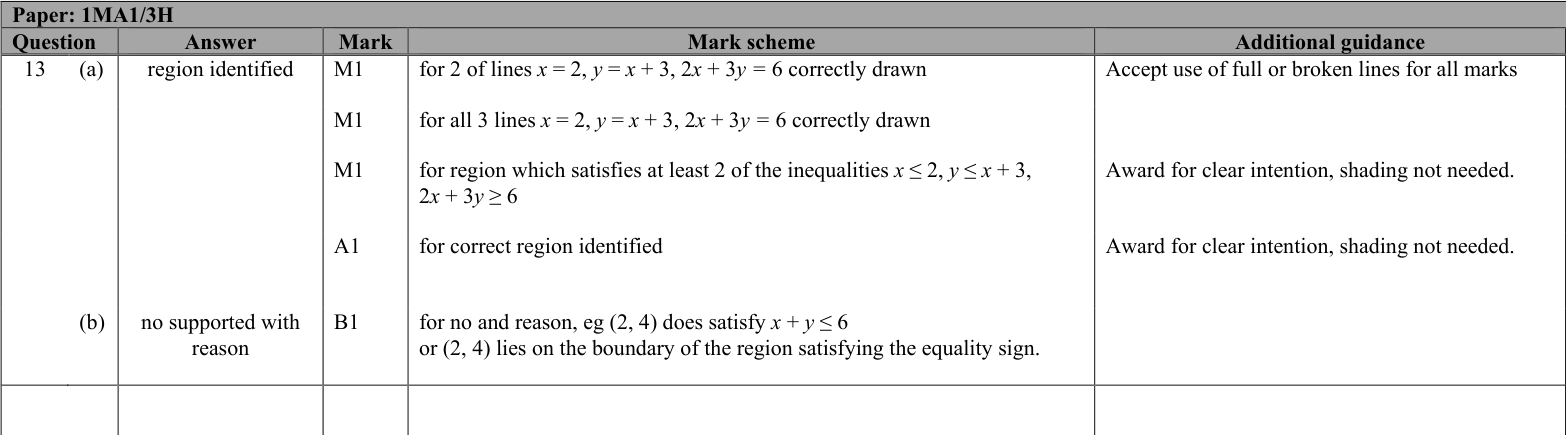 Paper: 1MA1/3H
Question Answer Mark Mark scheme Additional guidance
13 (a) region identified M1 for 2 of lines x = 2, y = x + 3, 2x + 3y = 6 correctly drawn Accept use of full or broken lines for all marks
M1 for all 3 lines x = 2, y = x + 3, 2x + 3y = 6 correctly drawn
M1 for region which satisfies at least 2 of the inequalities x ≤ 2, y ≤ x + 3, Award for clear intention, shading not needed.
2x + 3y ≥ 6
A1 for correct region identified Award for clear intention, shading not needed.
(b) no supported with B1 for no and reason, eg (2, 4) does satisfy x + y ≤ 6
reason or (2, 4) lies on the boundary of the region satisfying the equality sign.